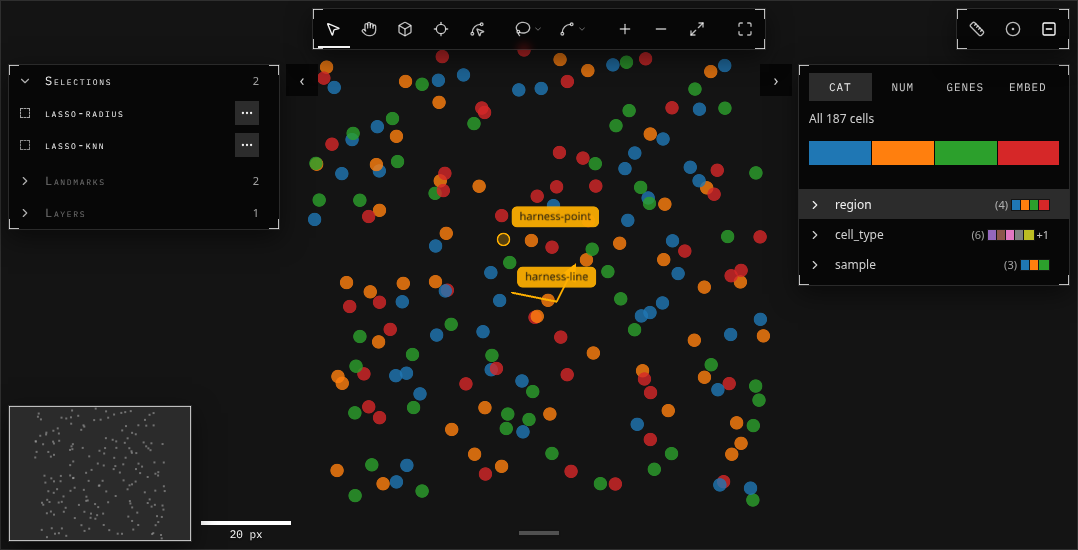 Selections 2
lasso-radius ...
lasso-knn ...
Landmarks 2
Layers 1
‹
›
CAT NUM GENES EMBED
All 187 cells
region (4)
cell_type (6) +1
sample (3)
harness-point
harness-line
20 px